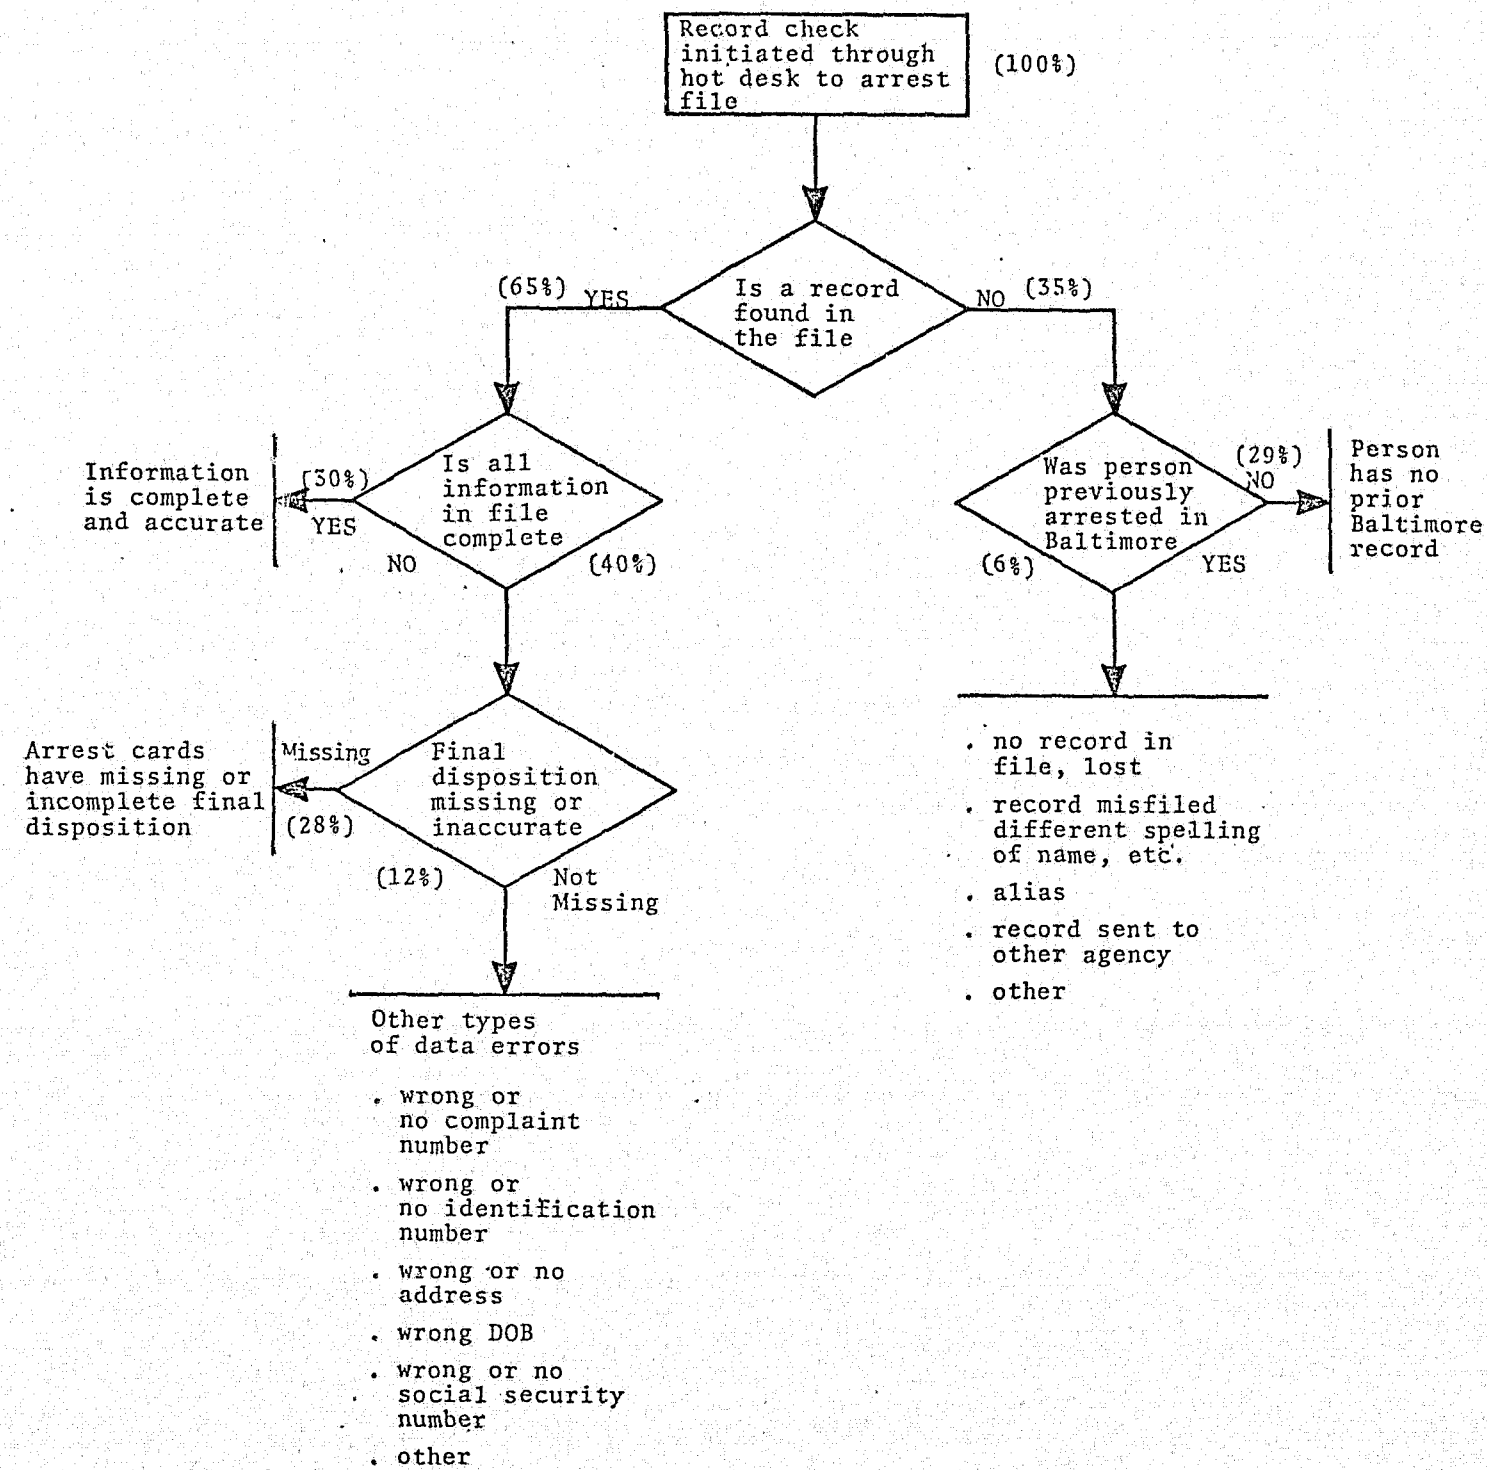 Record check
initiated through
hot desk to arrest
file
(100%)
Is a record
found in
the file
(65%) YES
NO (35%)
Is all
information
in file
complete
(30%)
YES
Information
is complete
and accurate
NO
(40%)
Was person
previously
arrested in
Baltimore
(29%)
NO
Person
has no
prior
Baltimore
record
(6%)
YES
Final
disposition
missing or
inaccurate
Missing
(28%)
Arrest cards
have missing or
incomplete final
disposition
(12%)
Not
Missing
. no record in
file, lost
. record misfiled
different spelling
of name, etc.
. alias
. record sent to
other agency
. other
Other types
of data errors
. wrong or
no complaint
number
. wrong or
no identification
number
. wrong or no
address
. wrong DOB
. wrong or no
social security
number
. other